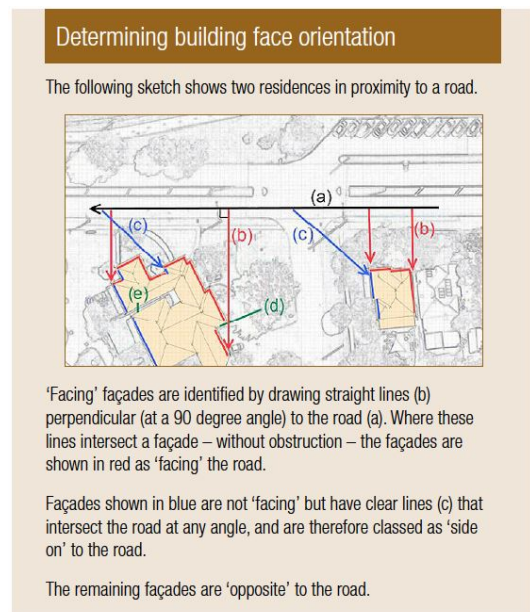 Determining building face orientation
The following sketch shows two residences in proximity to a road.
(a)
(c)
(b)
(c)
(b)
(e)
(d)
‘Facing’ façades are identified by drawing straight lines (b)
perpendicular (at a 90 degree angle) to the road (a). Where these
lines intersect a façade – without obstruction – the façades are
shown in red as ‘facing’ the road.
Façades shown in blue are not ‘facing’ but have clear lines (c) that
intersect the road at any angle, and are therefore classed as ‘side
on’ to the road.
The remaining façades are ‘opposite’ to the road.